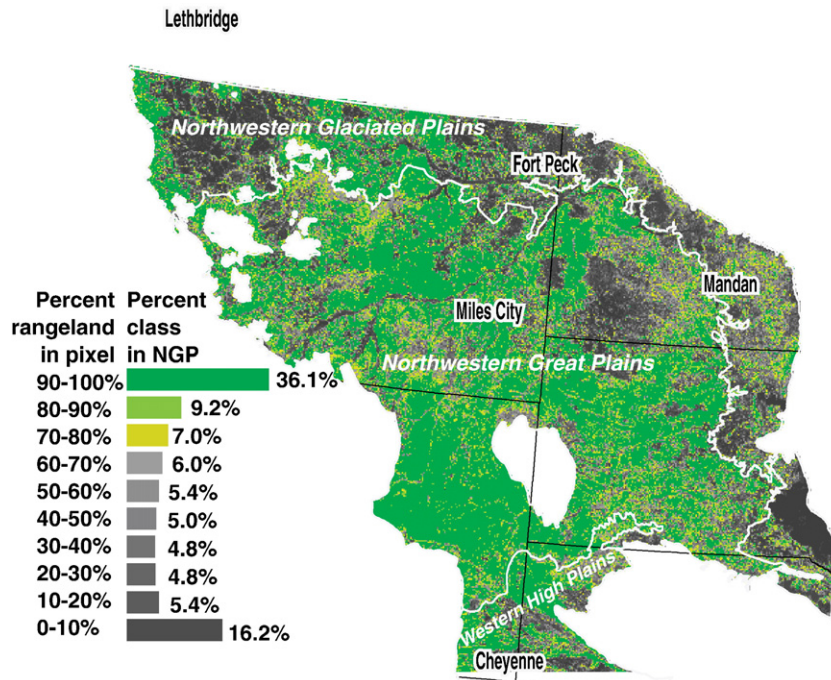 Lethbridge
Northwestern Glaciated Plains
Fort Peck
Mandan
Miles City
Northwestern Great Plains
Western High Plains
Cheyenne
Percent Percent
rangeland class
in pixel in NGP
90-100% 36.1%
80-90% 9.2%
70-80% 7.0%
60-70% 6.0%
50-60% 5.4%
40-50% 5.0%
30-40% 4.8%
20-30% 4.8%
10-20% 5.4%
0-10% 16.2%